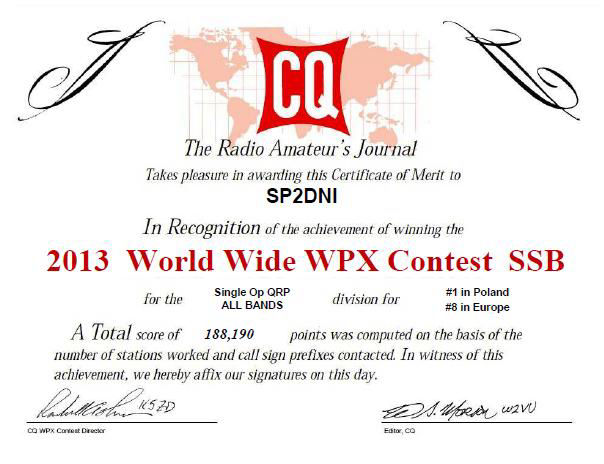 CQ
The Radio Amateur's Journal
Takes pleasure in awarding this Certificate of Merit to
SP2DNI
In Recognition of the achievement of winning the
2013 World Wide WPX Contest SSB
for the Single Op QRP ALL BANDS division for #1 in Poland #8 in Europe
A Total score of 188,190 points was computed on the basis of the
number of stations worked and call sign prefixes contacted. In witness of this
achievement, we hereby affix our signatures on this day.
K5ZD
W2VU
CQ WPX Contest Director
Editor, CQ